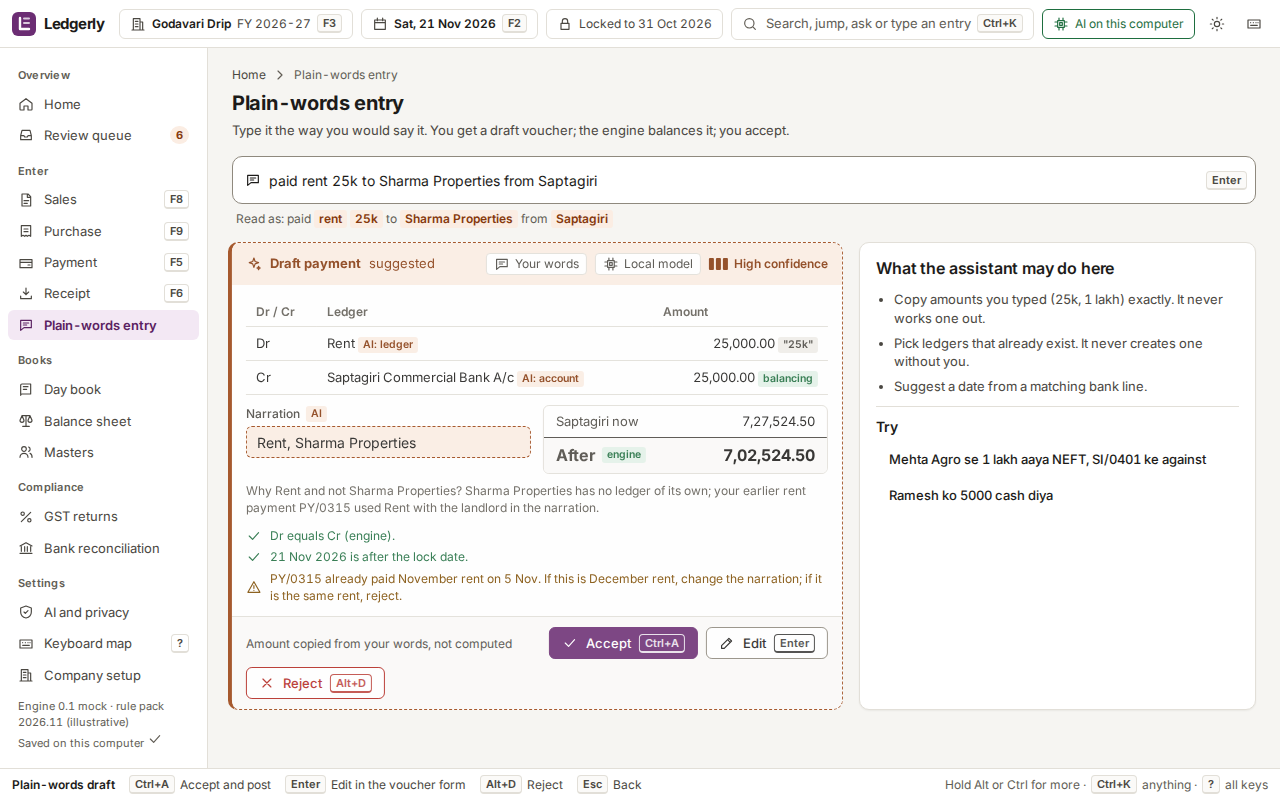 Ledgerly
Godavari Drip FY 2026-27 F3
Sat, 21 Nov 2026 F2
Locked to 31 Oct 2026
Search, jump, ask or type an entry Ctrl+K
AI on this computer
Overview
Home
Review queue 6
Enter
Sales F8
Purchase F9
Payment F5
Receipt F6
Plain-words entry
Books
Day book
Balance sheet
Masters
Compliance
GST returns
Bank reconciliation
Settings
AI and privacy
Keyboard map ?
Company setup
Engine 0.1 mock · rule pack
2026.11 (illustrative)
Saved on this computer
Home Plain-words entry
Plain-words entry
Type it the way you would say it. You get a draft voucher; the engine balances it; you accept.
paid rent 25k to Sharma Properties from Saptagiri Enter
Read as: paid rent 25k to Sharma Properties from Saptagiri
Draft payment suggested Your words Local model High confidence
Dr / Cr Ledger Amount
Dr Rent AI: ledger 25,000.00 "25k"
Cr Saptagiri Commercial Bank A/c AI: account 25,000.00 balancing
Narration AI
Rent, Sharma Properties
Saptagiri now 7,27,524.50
After engine 7,02,524.50
Why Rent and not Sharma Properties? Sharma Properties has no ledger of its own; your earlier rent
payment PY/0315 used Rent with the landlord in the narration.
Dr equals Cr (engine).
21 Nov 2026 is after the lock date.
PY/0315 already paid November rent on 5 Nov. If this is December rent, change the narration; if it
is the same rent, reject.
Amount copied from your words, not computed
Accept Ctrl+A
Edit Enter
Reject Alt+D
What the assistant may do here
• Copy amounts you typed (25k, 1 lakh) exactly. It never
works one out.
• Pick ledgers that already exist. It never creates one
without you.
• Suggest a date from a matching bank line.
Try
Mehta Agro se 1 lakh aaya NEFT, SI/0401 ke against
Ramesh ko 5000 cash diya
Plain-words draft Ctrl+A Accept and post Enter Edit in the voucher form Alt+D Reject Esc Back
Hold Alt or Ctrl for more · Ctrl+K anything · ? all keys